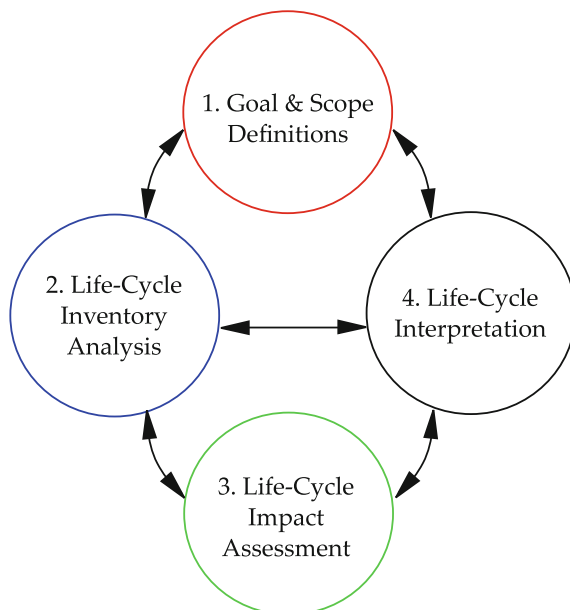 1. Goal & Scope
Definitions
2. Life-Cycle
Inventory
Analysis
4. Life-Cycle
Interpretation
3. Life-Cycle
Impact
Assessment